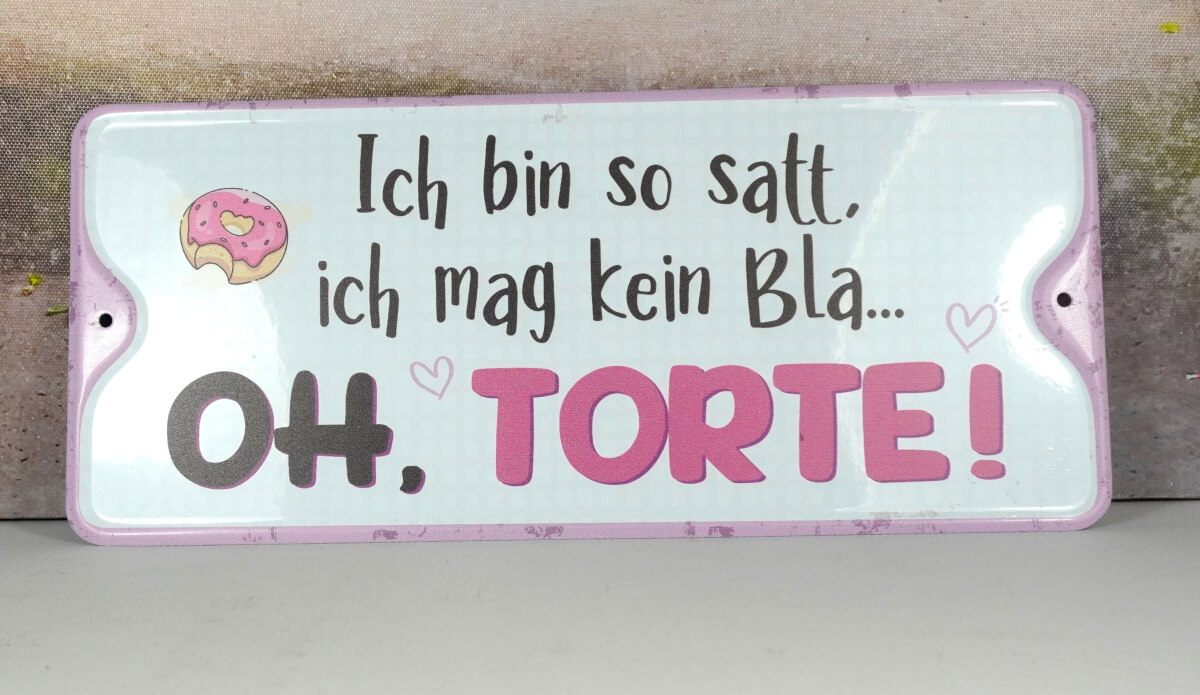 Ich bin so satt,
ich mag kein Bla...
OH, TORTE!